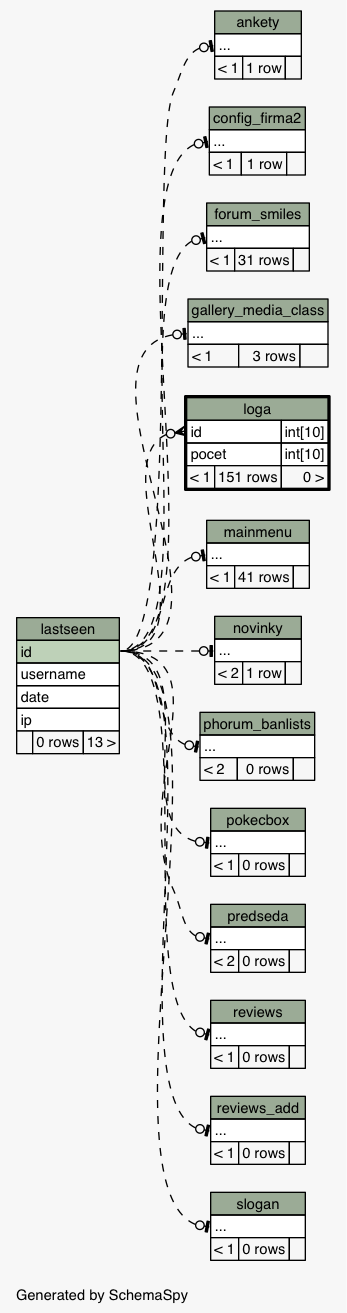 ankety
...
< 1 1 row
config_firma2
...
< 1 1 row
forum_smiles
...
< 1 31 rows
gallery_media_class
...
< 1 3 rows
loga
id int[10]
pocet int[10]
< 1 151 rows 0 >
mainmenu
...
< 1 41 rows
lastseen
id
username
date
ip
0 rows 13 >
novinky
...
< 2 1 row
phorum_banlists
...
< 2 0 rows
pokecbox
...
< 1 0 rows
predseda
...
< 2 0 rows
reviews
...
< 1 0 rows
reviews_add
...
< 1 0 rows
slogan
...
< 1 0 rows
Generated by SchemaSpy